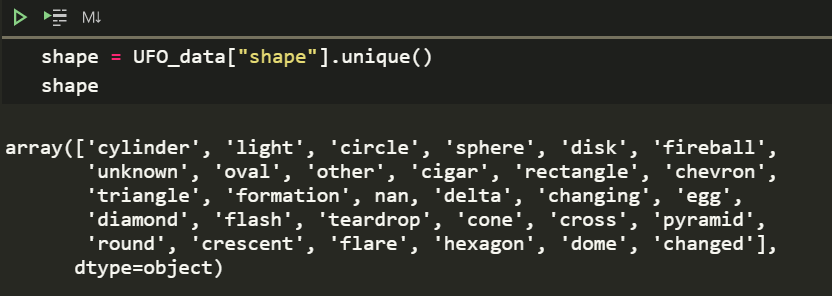 M↓
shape = UFO_data["shape"].unique()
shape
array(['cylinder', 'light', 'circle', 'sphere', 'disk', 'fireball',
'unknown', 'oval', 'other', 'cigar', 'rectangle', 'chevron',
'triangle', 'formation', nan, 'delta', 'changing', 'egg',
'diamond', 'flash', 'teardrop', 'cone', 'cross', 'pyramid',
'round', 'crescent', 'flare', 'hexagon', 'dome', 'changed'],
dtype=object)